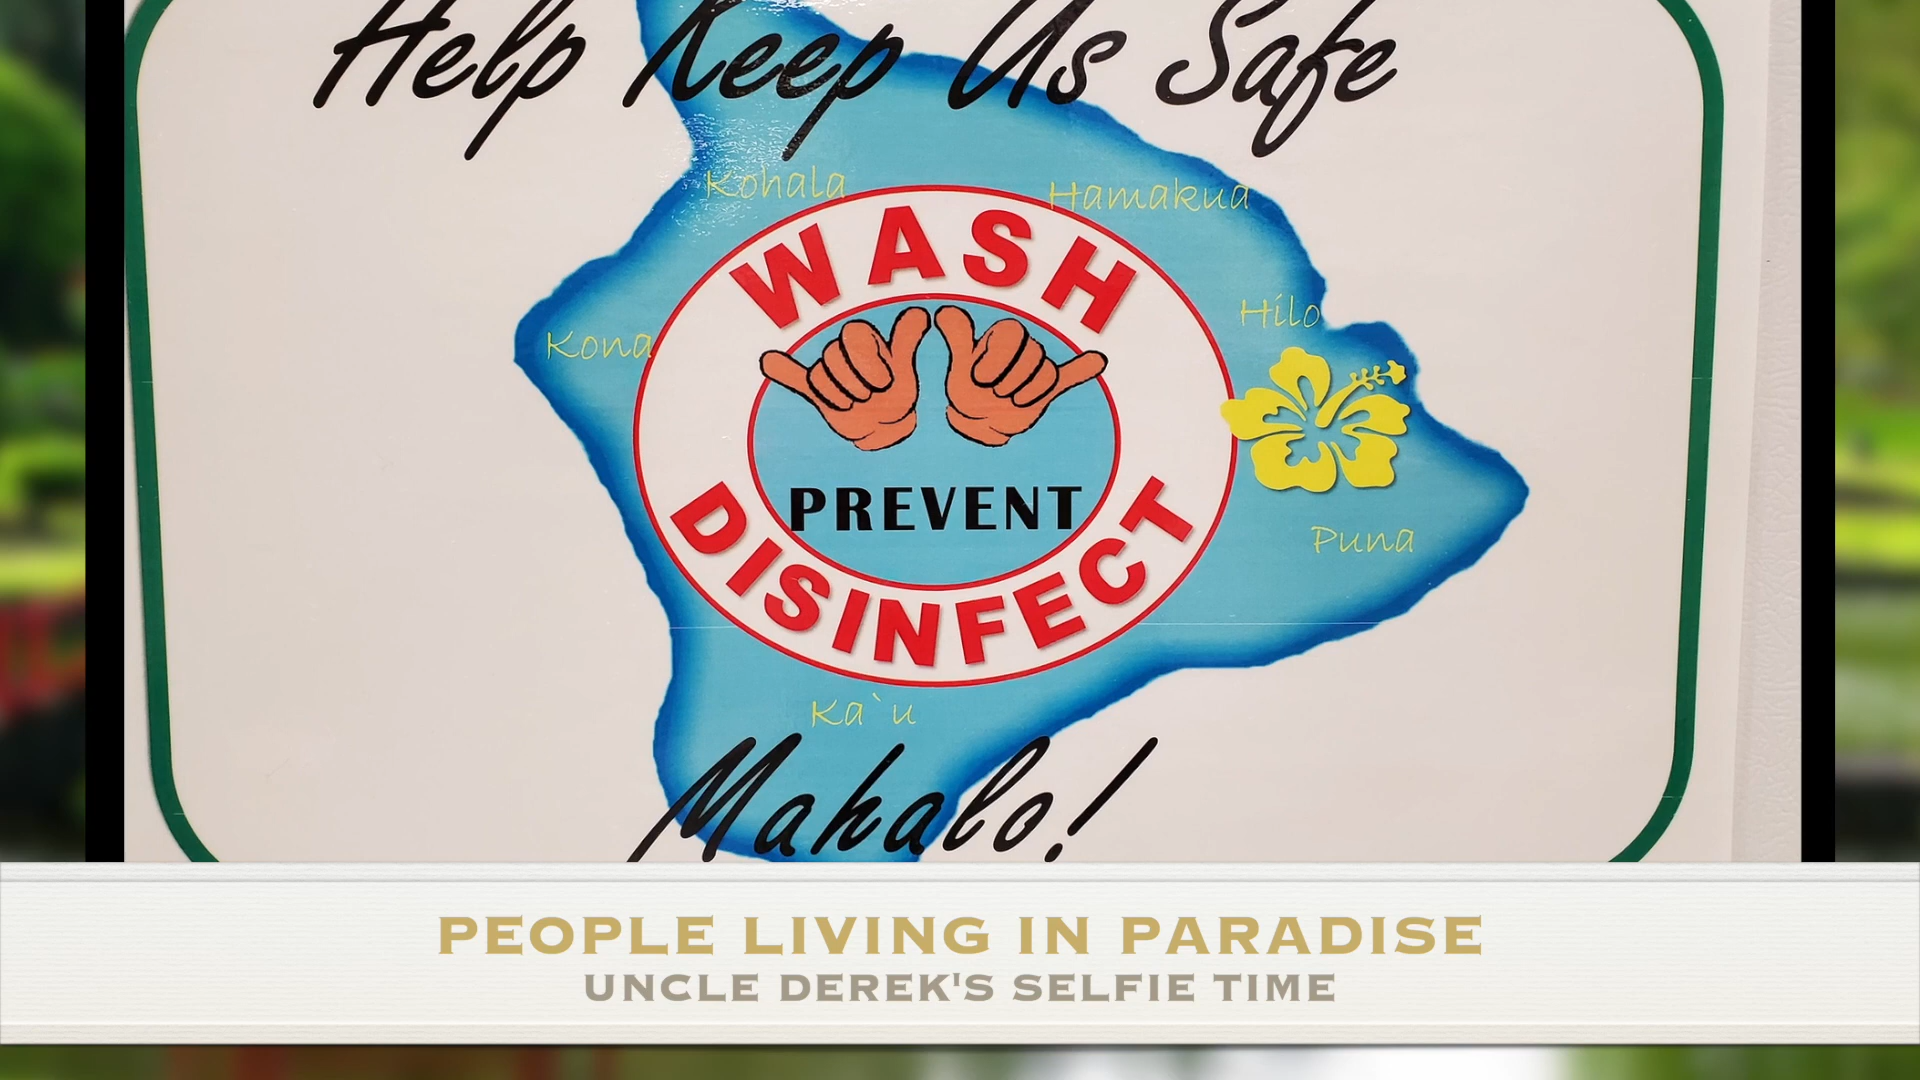 Help Keep Us Safe
Kohala
Hamakua
WASH
Hilo
Kona
PREVENT
DISINFECT
Puna
Ka`u
Mahalo!
PEOPLE LIVING IN PARADISE
UNCLE DEREK'S SELFIE TIME